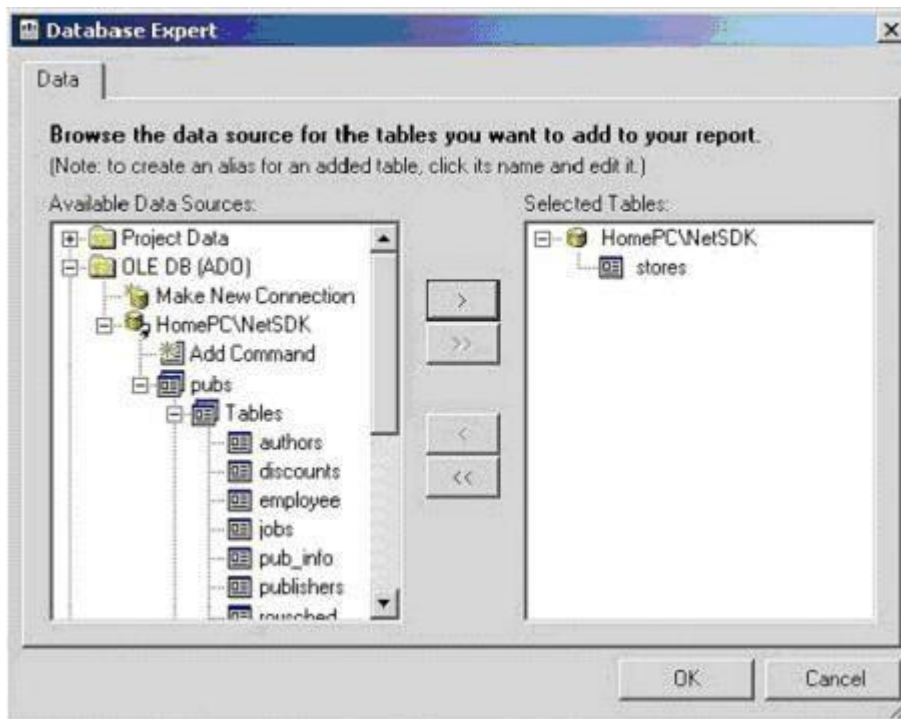 Database Expert
Data
Browse the data source for the tables you want to add to your report.
(Note: to create an alias for an added table, click its name and edit it.)
Available Data Sources:
Project Data
OLE DB (ADO)
Make New Connection
HomePC\NetSDK
Add Command
pubs
Tables
authors
discounts
employee
jobs
pub_info
publishers
>
>>
<
<<
Selected Tables:
HomePC\NetSDK
stores
OK
Cancel